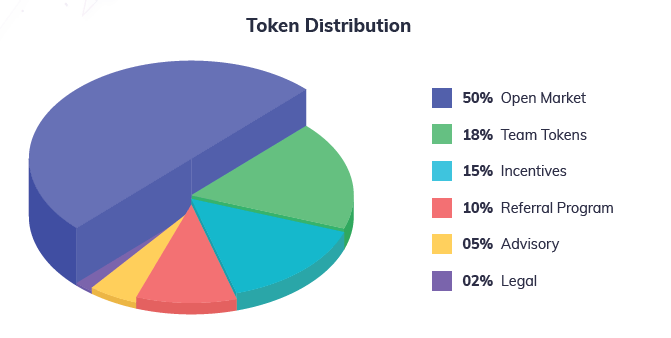 Token Distribution
50% Open Market
18% Team Tokens
15% Incentives
10% Referral Program
05% Advisory
02% Legal